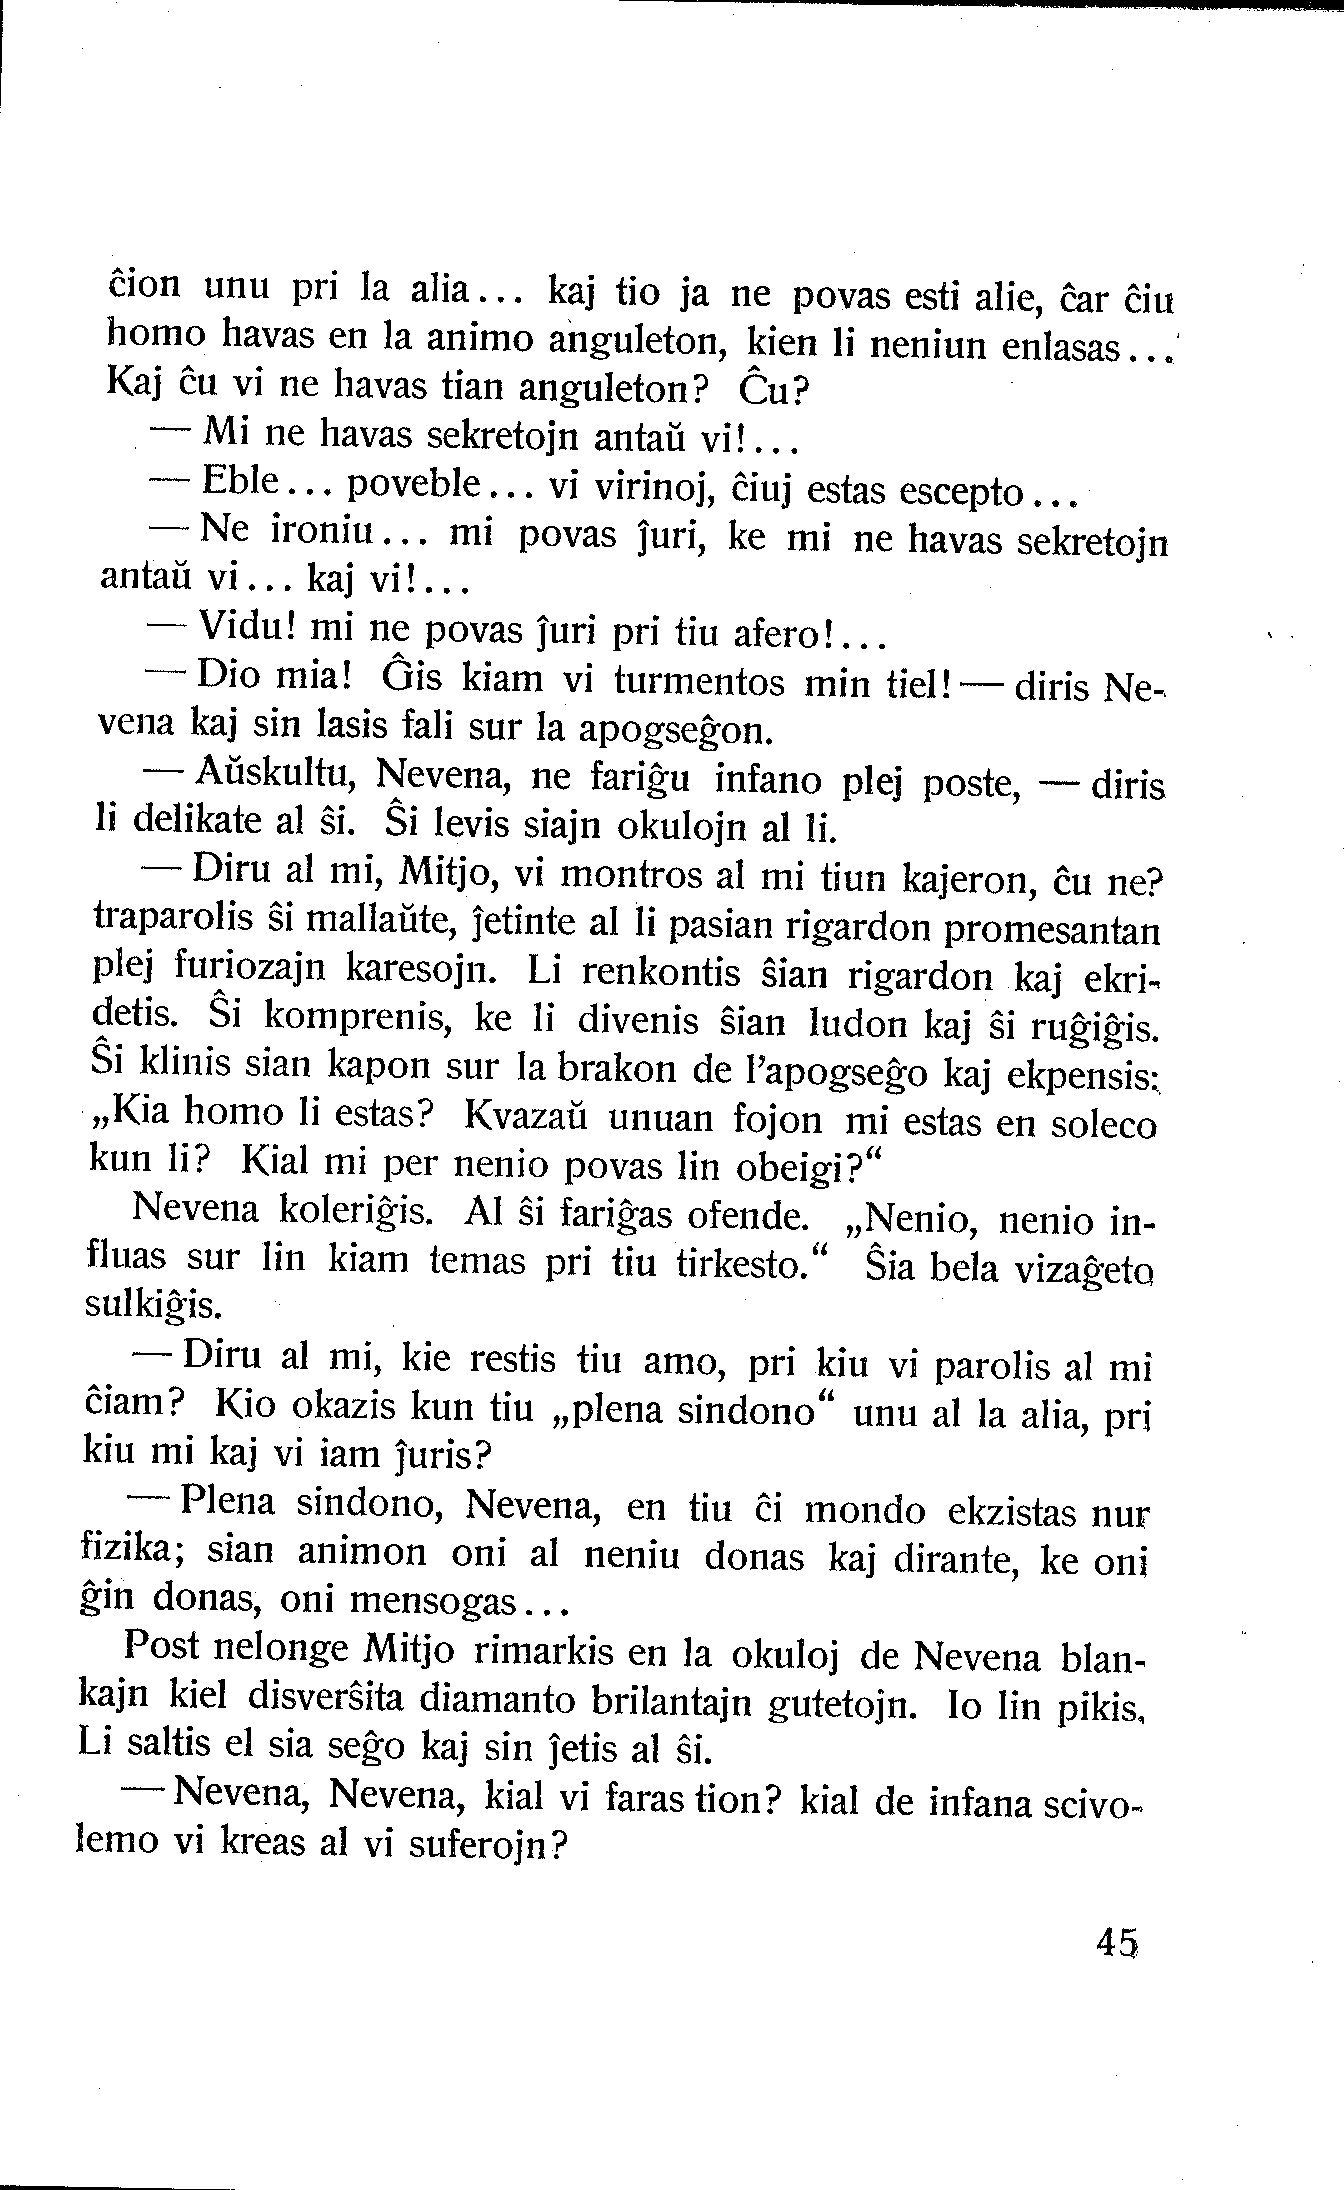 ĉion unu pri la alia... kaj tio ja ne povas esti alie, ĉar ĉiu
homo havas en la animo anguleton, kien li neniun enlasas...
Kaj ĉu vi ne havas tian anguleton? Ĉu?
— Mi ne havas sekretojn antaŭ vi!...
— Eble... poveble... vi virinoj, ĉiuj estas escepto...
— Ne ironiu... mi povas ĵuri, ke mi ne havas sekretojn
antaŭ vi... kaj vi!...
— Vidu! mi ne povas ĵuri pri tiu afero!...
— Dio mia! Ĝis kiam vi turmentos min tiel! — diris Ne-
vena kaj sin lasis fali sur la apogseĝon.
— Aŭskultu, Nevena, ne fariĝu infano plej poste, — diris
li delikate al ŝi. Ŝi levis siajn okulojn al li.
— Diru al mi, Mitjo, vi montros al mi tiun kajeron, ĉu ne?
traparolis ŝi mallaŭte, ĵetinte al li pasian rigardon promesantan
plej furiozajn karesojn. Li renkontis ŝian rigardon kaj ekri-
detis. Ŝi komprenis, ke li divenis ŝian ludon kaj ŝi ruĝiĝis.
Ŝi klinis sian kapon sur la brakon de l'apogseĝo kaj ekpensis:
„Kia homo li estas? Kvazaŭ unuan fojon mi estas en soleco
kun li? Kial mi per nenio povas lin obeigi?“
Nevena koleriĝis. Al ŝi fariĝas ofende. „Nenio, nenio in-
fluas sur lin kiam temas pri tiu tirkesto.“ Ŝia bela vizaĝeto
sulkiĝis.
— Diru al mi, kie restis tiu amo, pri kiu vi parolis al mi
ĉiam? Kio okazis kun tiu „plena sindono“ unu al la alia, pri
kiu mi kaj vi iam ĵuris?
— Plena sindono, Nevena, en tiu ĉi mondo ekzistas nur
fizika; sian animon oni al neniu donas kaj dirante, ke oni
ĝin donas, oni mensogas...
Post nelonge Mitjo rimarkis en la okuloj de Nevena blan-
kajn kiel disverŝita diamanto brilantajn gutetojn. Io lin pikis.
Li saltis el sia seĝo kaj sin ĵetis al ŝi.
— Nevena, Nevena, kial vi faras tion? kial de infana scivo-
lemo vi kreas al vi suferojn?
45